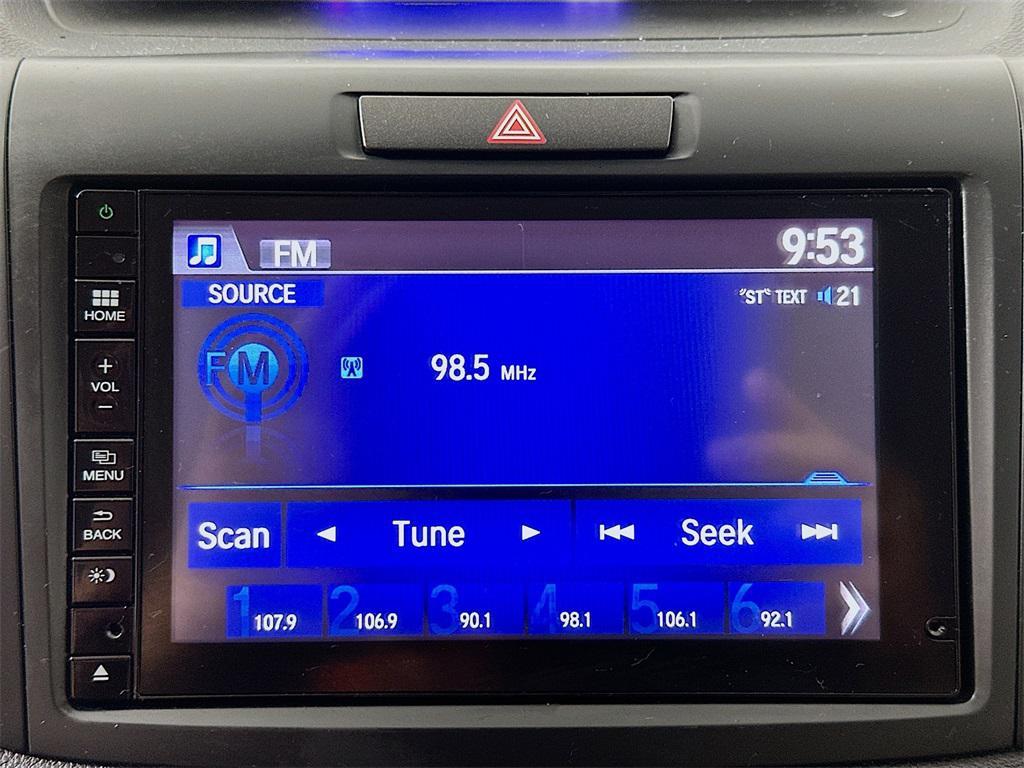 FM 9:53
SOURCE "ST" TEXT 21
HOME
FM 98.5 MHz
VOL
MENU
Scan Tune Seek
BACK
1 107.9 2 106.9 3 90.1 4 98.1 5 106.1 6 92.1